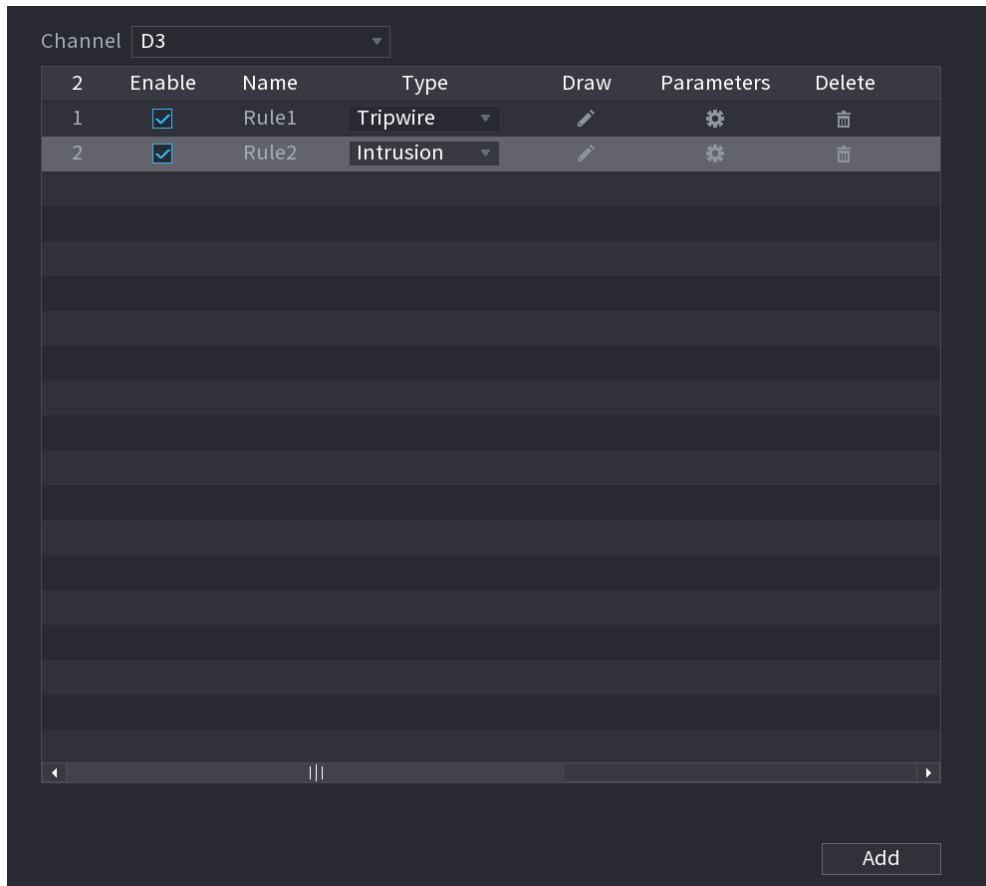 Channel D3
2 Enable Name Type Draw Parameters Delete
1 Rule1 Tripwire
2 Rule2 Intrusion
Add